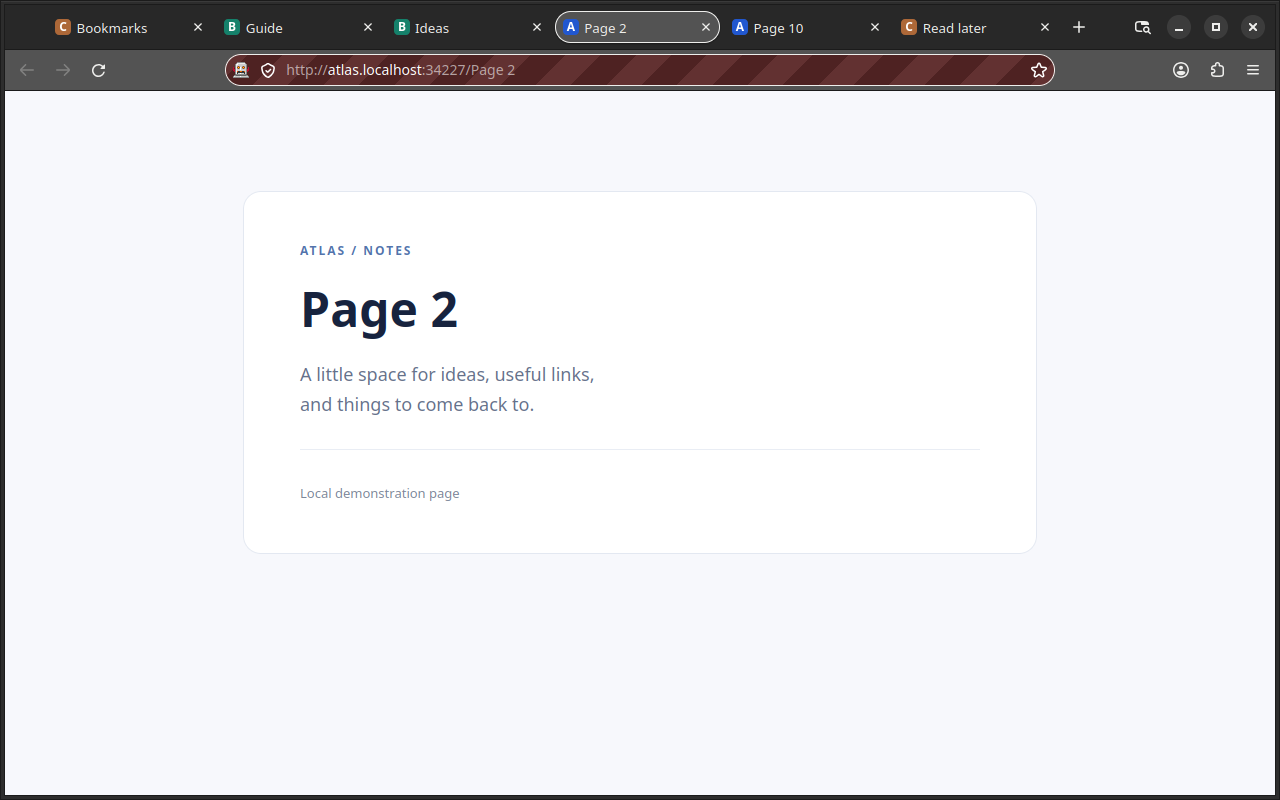 C Bookmarks B Guide B Ideas A Page 2 A Page 10 C Read later
http://atlas.localhost:34227/Page 2
ATLAS / NOTES
Page 2
A little space for ideas, useful links,
and things to come back to.
Local demonstration page